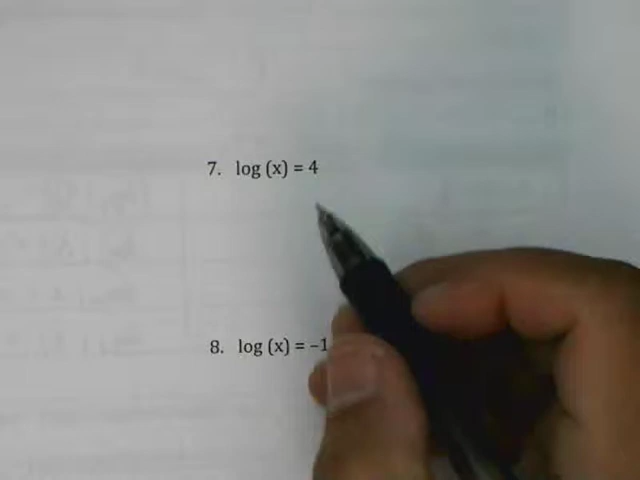 7. log (x) = 4
8. log (x) = –1